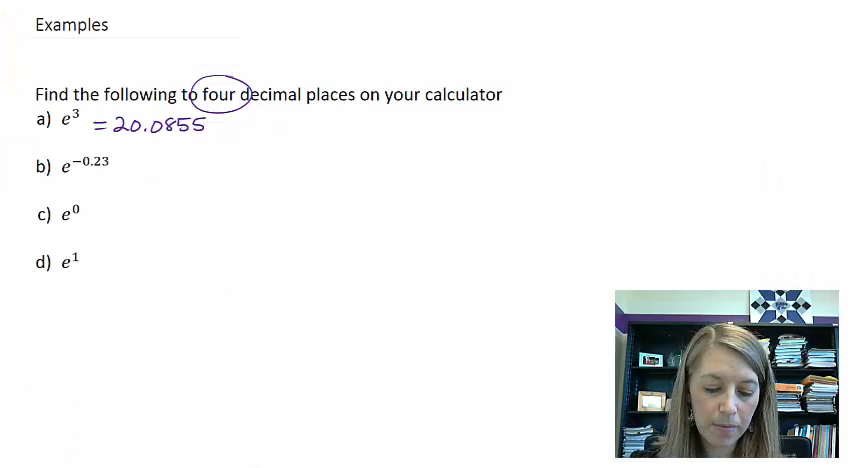 Examples
Find the following to four decimal places on your calculator
a) e³ = 20.0855
b) e⁻⁰·²³
c) e⁰
d) e¹